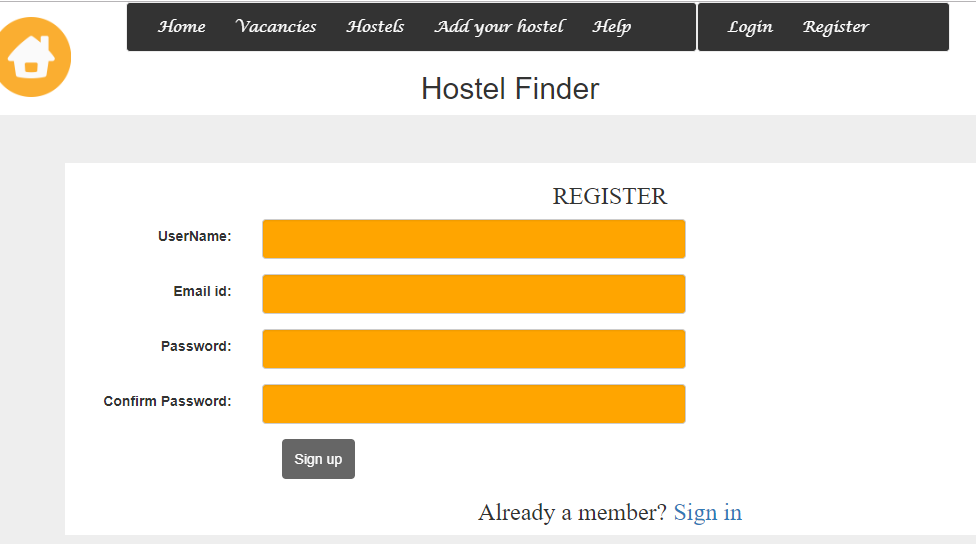 Home Vacancies Hostels Add your hostel Help Login Register
Hostel Finder
REGISTER
UserName:
Email id:
Password:
Confirm Password:
Sign up
Already a member? Sign in